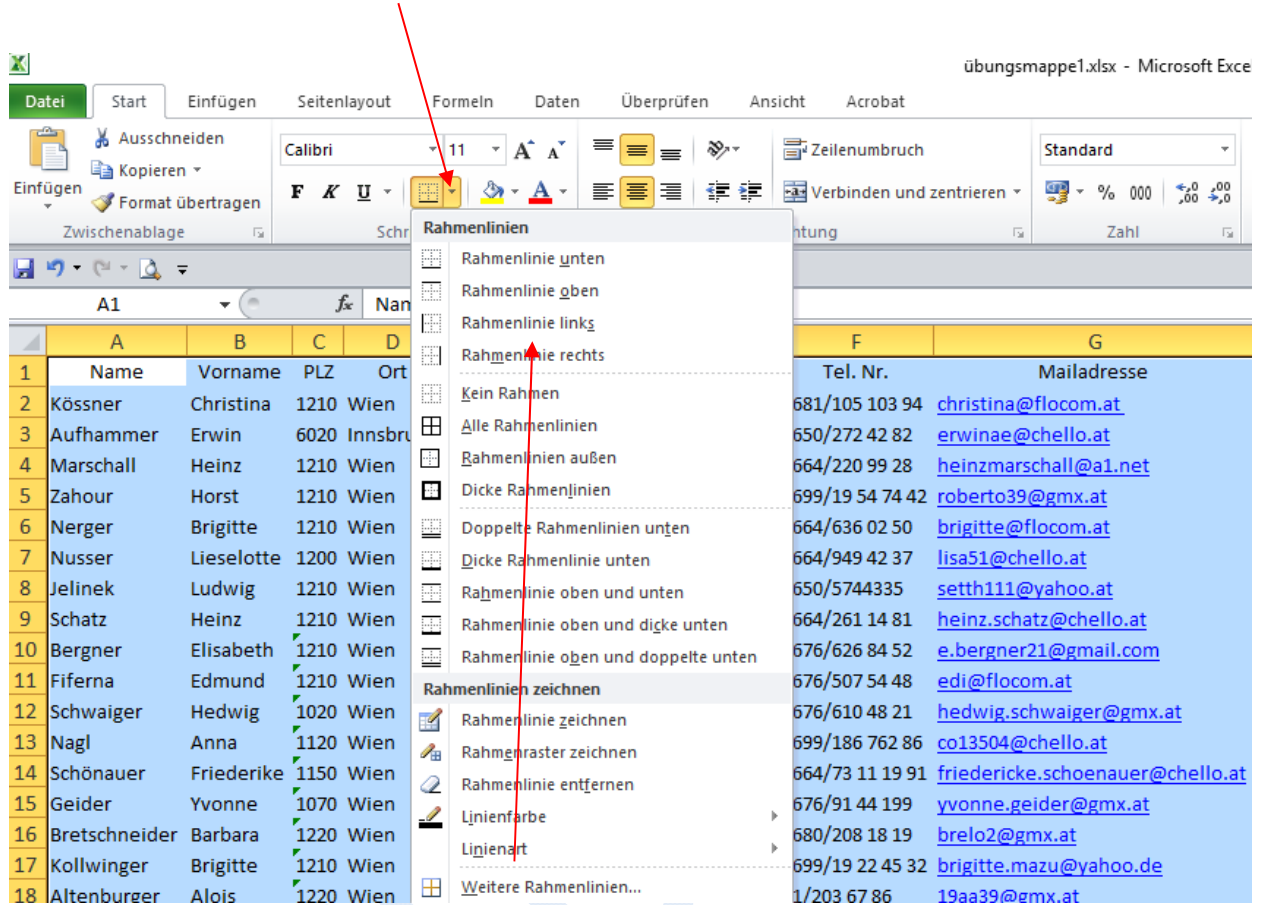 übungsmappe1.xlsx - Microsoft Exce
Datei Start Einfügen Seitenlayout Formeln Daten Überprüfen Ansicht Acrobat
Ausschneiden
Kopieren
Format übertragen
Einfügen
Zwischenablage
Calibri 11 A A
F K U A
Schr
Zeilenumbruch
Verbinden und zentrieren
htung
Standard
% 000 ,0 ,00 ,00 ,0
Zahl
A1 fx Nam
Rahmenlinien
Rahmenlinie unten
Rahmenlinie oben
Rahmenlinie links
Rahmenlinie rechts
Kein Rahmen
Alle Rahmenlinien
Rahmenlinien außen
Dicke Rahmenlinien
Doppelte Rahmenlinien unten
Dicke Rahmenlinie unten
Rahmenlinie oben und unten
Rahmenlinie oben und dicke unten
Rahmenlinie oben und doppelte unten
Rahmenlinien zeichnen
Rahmenlinie zeichnen
Rahmenraster zeichnen
Rahmenlinie entfernen
Linienfarbe
Linienart
Weitere Rahmenlinien...
A B C D F G
1 Name Vorname PLZ Ort Tel. Nr. Mailadresse
2 Kössner Christina 1210 Wien 681/105 103 94 christina@flocom.at
3 Aufhammer Erwin 6020 Innsbru 650/272 42 82 erwinae@chello.at
4 Marschall Heinz 1210 Wien 664/220 99 28 heinzmarschall@a1.net
5 Zahour Horst 1210 Wien 699/19 54 74 42 roberto39@gmx.at
6 Nerger Brigitte 1210 Wien 664/636 02 50 brigitte@flocom.at
7 Nusser Lieselotte 1200 Wien 664/949 42 37 lisa51@chello.at
8 Jelinek Ludwig 1210 Wien 650/5744335 setth111@yahoo.at
9 Schatz Heinz 1210 Wien 664/261 14 81 heinz.schatz@chello.at
10 Bergner Elisabeth 1210 Wien 676/626 84 52 e.bergner21@gmail.com
11 Fiferna Edmund 1210 Wien 676/507 54 48 edi@flocom.at
12 Schwaiger Hedwig 1020 Wien 676/610 48 21 hedwig.schwaiger@gmx.at
13 Nagl Anna 1120 Wien 699/186 762 86 co13504@chello.at
14 Schönauer Friederike 1150 Wien 664/73 11 19 91 friedericke.schoenauer@chello.at
15 Geider Yvonne 1070 Wien 676/91 44 199 yvonne.geider@gmx.at
16 Bretschneider Barbara 1220 Wien 680/208 18 19 brelo2@gmx.at
17 Kollwinger Brigitte 1210 Wien 699/19 22 45 32 brigitte.mazu@yahoo.de
18 Altenburger Alois 1220 Wien 1/203 67 86 19aa39@gmx.at